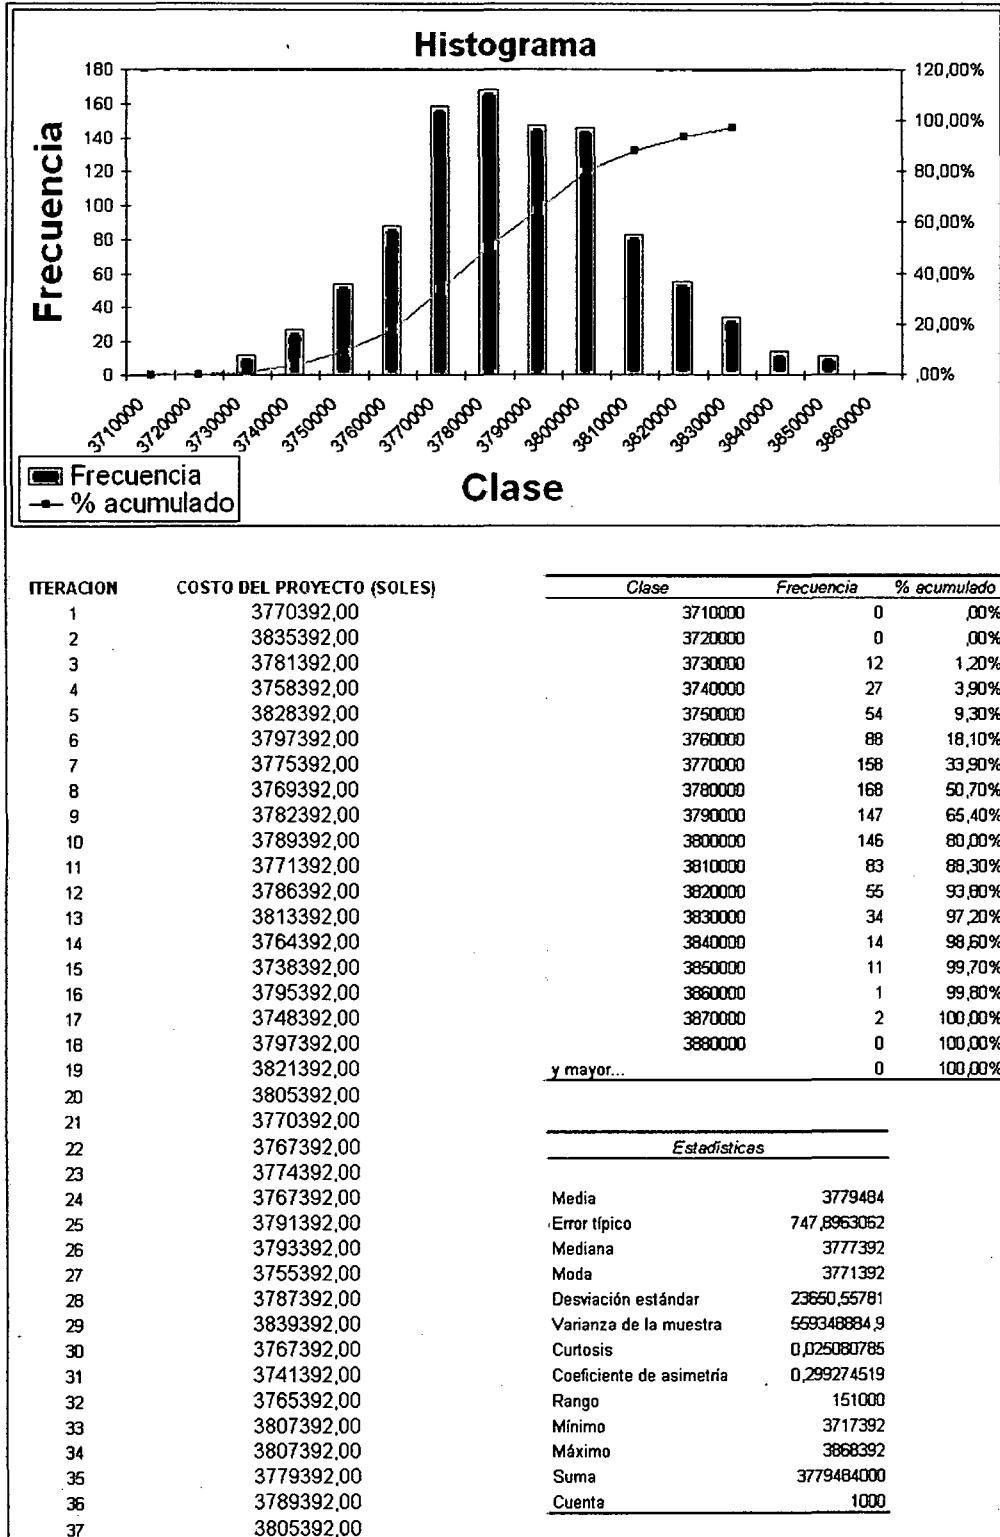 Histograma
Frecuencia
180
160
140
120
100
80
60
40
20
0
120,00%
100,00%
80,00%
60,00%
40,00%
20,00%
,00%
3710000
3720000
3730000
3740000
3750000
3760000
3770000
3780000
3790000
3800000
3810000
3820000
3830000
3840000
3850000
3860000
Clase
Frecuencia
% acumulado
ITERACION COSTO DEL PROYECTO (SOLES)
1 3770392,00
2 3835392,00
3 3781392,00
4 3758392,00
5 3828392,00
6 3797392,00
7 3775392,00
8 3769392,00
9 3782392,00
10 3789392,00
11 3771392,00
12 3786392,00
13 3813392,00
14 3764392,00
15 3738392,00
16 3795392,00
17 3748392,00
18 3797392,00
19 3821392,00
20 3805392,00
21 3770392,00
22 3767392,00
23 3774392,00
24 3767392,00
25 3791392,00
26 3793392,00
27 3755392,00
28 3787392,00
29 3839392,00
30 3767392,00
31 3741392,00
32 3765392,00
33 3807392,00
34 3807392,00
35 3779392,00
36 3789392,00
37 3805392,00
Clase Frecuencia % acumulado
3710000 0 ,00%
3720000 0 ,00%
3730000 12 1,20%
3740000 27 3,90%
3750000 54 9,30%
3760000 88 18,10%
3770000 158 33,90%
3780000 168 50,70%
3790000 147 65,40%
3800000 146 80,00%
3810000 83 88,30%
3820000 55 93,80%
3830000 34 97,20%
3840000 14 98,60%
3850000 11 99,70%
3860000 1 99,80%
3870000 2 100,00%
3880000 0 100,00%
y mayor... 0 100,00%
Estadísticas
Media 3779484
Error típico 747,8963062
Mediana 3777392
Moda 3771392
Desviación estándar 23650,55781
Varianza de la muestra 559348884,9
Curtosis 0,025080785
Coeficiente de asimetría 0,299274519
Rango 151000
Mínimo 3717392
Máximo 3868392
Suma 3779484000
Cuenta 1000